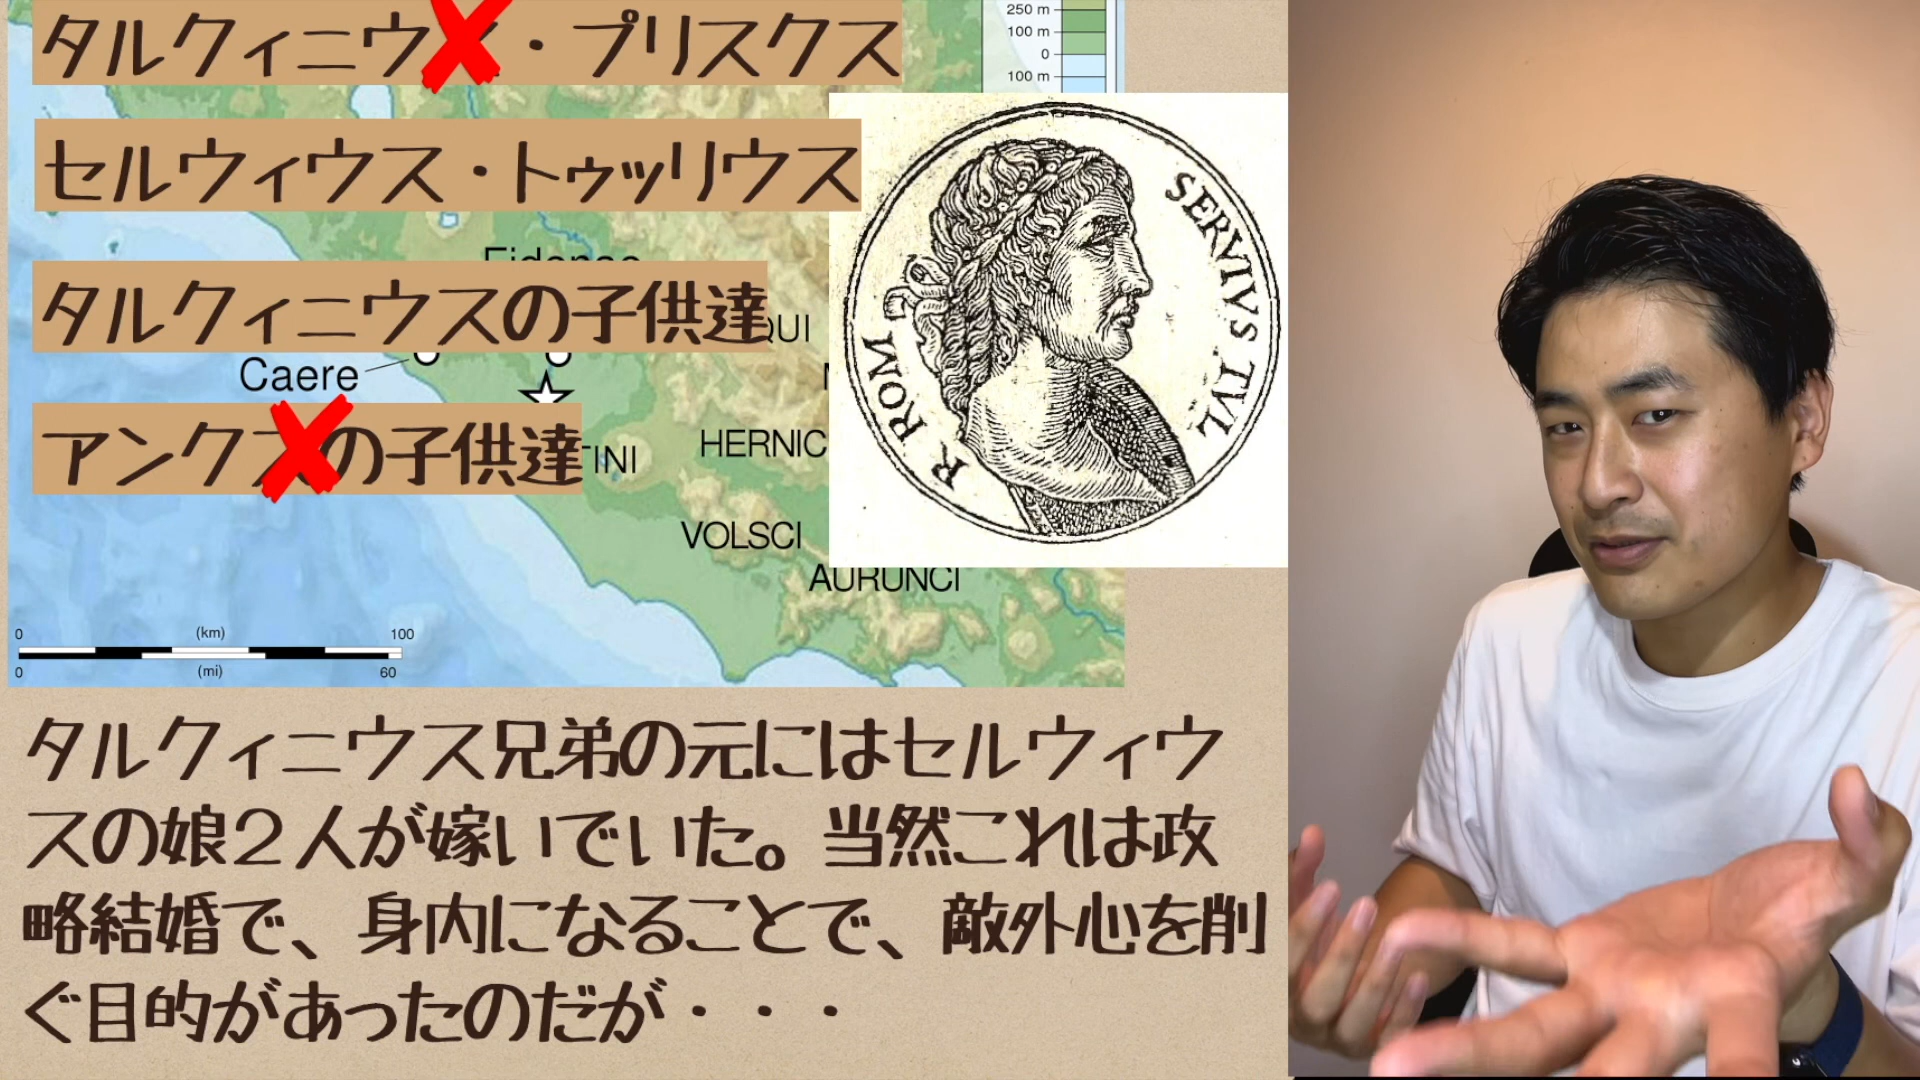 250 m
100 m
0
100 m
タルクィニウ・プリスクス
セルウィウス・トゥッリウス
タルクィニウスの子供達
QUI
Caere
アンクスの子供達
TINI
HERNIC
VOLSCI
AURUNCI
SERVIVS TVL
R ROM
0 (km) 100
0 (mi) 60
タルクィニウス兄弟の元にはセルウィウ
スの娘２人が嫁いでいた。当然これは政
略結婚で、身内になることで、敵外心を削
ぐ目的があったのだが・・・